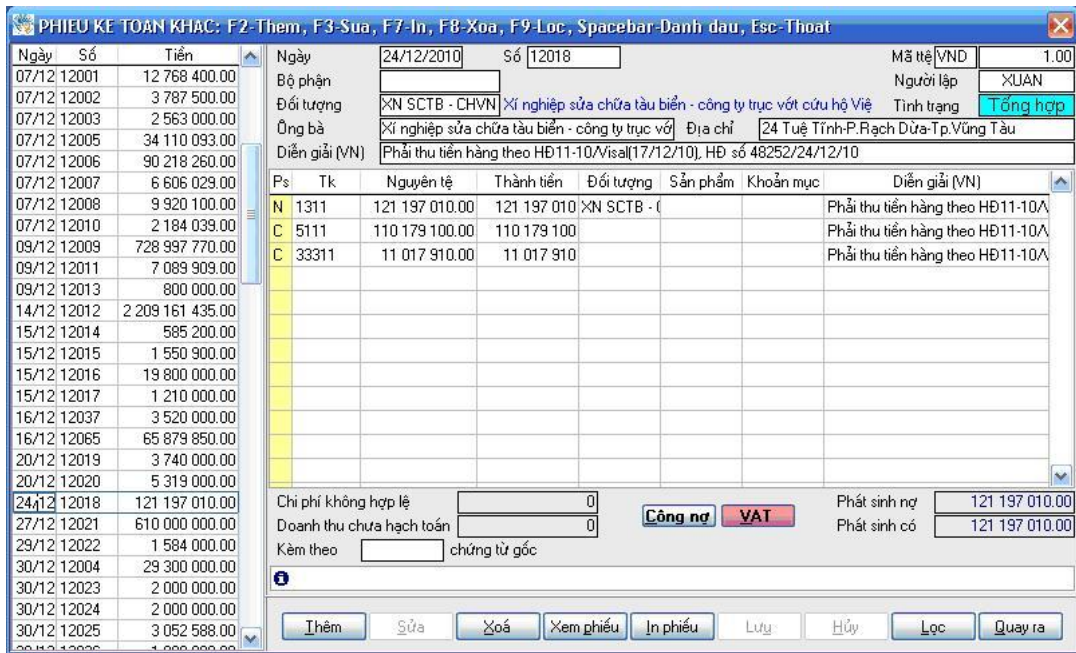 PHIEU KE TOAN KHAC: F2-Them, F3-Sua, F7-In, F8-Xoa, F9-Loc, Spacebar-Danh dau, Esc-Thoat
Ngày Số Tiền
07/12 12001 12 768 400.00
07/12 12002 3 787 500.00
07/12 12003 2 563 000.00
07/12 12005 34 110 093.00
07/12 12006 90 218 260.00
07/12 12007 6 606 029.00
07/12 12008 9 920 100.00
07/12 12010 2 184 039.00
09/12 12009 728 997 770.00
09/12 12011 7 089 909.00
09/12 12013 800 000.00
14/12 12012 2 209 161 435.00
15/12 12014 585 200.00
15/12 12015 1 550 900.00
15/12 12016 19 800 000.00
15/12 12017 1 210 000.00
16/12 12037 3 520 000.00
16/12 12065 65 879 850.00
20/12 12019 3 740 000.00
20/12 12020 5 319 000.00
24/12 12018 121 197 010.00
27/12 12021 610 000 000.00
29/12 12022 1 584 000.00
30/12 12004 29 300 000.00
30/12 12023 2 000 000.00
30/12 12024 2 000 000.00
30/12 12025 3 052 588.00
Ngày 24/12/2010 Số 12018 Mã ttệ VND 1.00
Bộ phận Người lập XUAN
Đối tượng XN SCTB - CHVN Xí nghiệp sửa chữa tàu biển - công ty trục vớt cứu hộ Việ Tình trạng Tổng hợp
Ông bà Xí nghiệp sửa chữa tàu biển - công ty trục vớ Địa chỉ 24 Tuệ Tĩnh-P.Rạch Dừa-Tp.Vũng Tàu
Diễn giải (VN) Phải thu tiền hàng theo HĐ11-10/Visal(17/12/10), HĐ số 48252/24/12/10
Ps Tk Nguyên tệ Thành tiền Đối tượng Sản phẩm Khoản mục Diễn giải (VN)
N 1311 121 197 010.00 121 197 010 XN SCTB - ( Phải thu tiền hàng theo HĐ11-10/\
C 5111 110 179 100.00 110 179 100 Phải thu tiền hàng theo HĐ11-10/\
C 33311 11 017 910.00 11 017 910 Phải thu tiền hàng theo HĐ11-10/\
Chi phí không hợp lệ 0 Công nợ VAT Phát sinh nợ 121 197 010.00
Doanh thu chưa hạch toán 0 Phát sinh có 121 197 010.00
Kèm theo chứng từ gốc
Thêm Sửa Xoá Xem phiếu In phiếu Lưu Hủy Lọc Quay ra